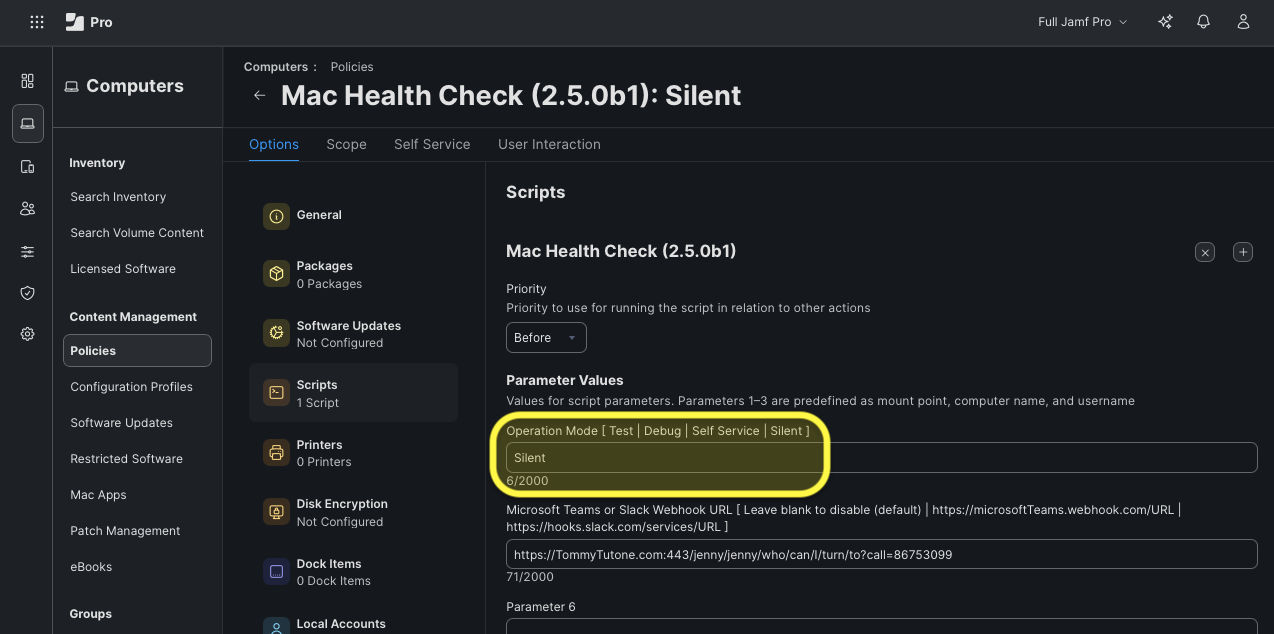 Pro
Full Jamf Pro
Computers
Inventory
Search Inventory
Search Volume Content
Licensed Software
Content Management
Policies
Configuration Profiles
Software Updates
Restricted Software
Mac Apps
Patch Management
eBooks
Groups
Computers : Policies
Mac Health Check (2.5.0b1): Silent
Options Scope Self Service User Interaction
General
Packages
0 Packages
Software Updates
Not Configured
Scripts
1 Script
Printers
0 Printers
Disk Encryption
Not Configured
Dock Items
0 Dock Items
Local Accounts
Scripts
Mac Health Check (2.5.0b1)
Priority
Priority to use for running the script in relation to other actions
Before
Parameter Values
Values for script parameters. Parameters 1–3 are predefined as mount point, computer name, and username
Operation Mode [ Test | Debug | Self Service | Silent ]
Silent
6/2000
Microsoft Teams or Slack Webhook URL [ Leave blank to disable (default) | https://microsoftTeams.webhook.com/URL |
https://hooks.slack.com/services/URL ]
https://TommyTutone.com:443/jenny/jenny/who/can/I/turn/to?call=86753099
71/2000
Parameter 6